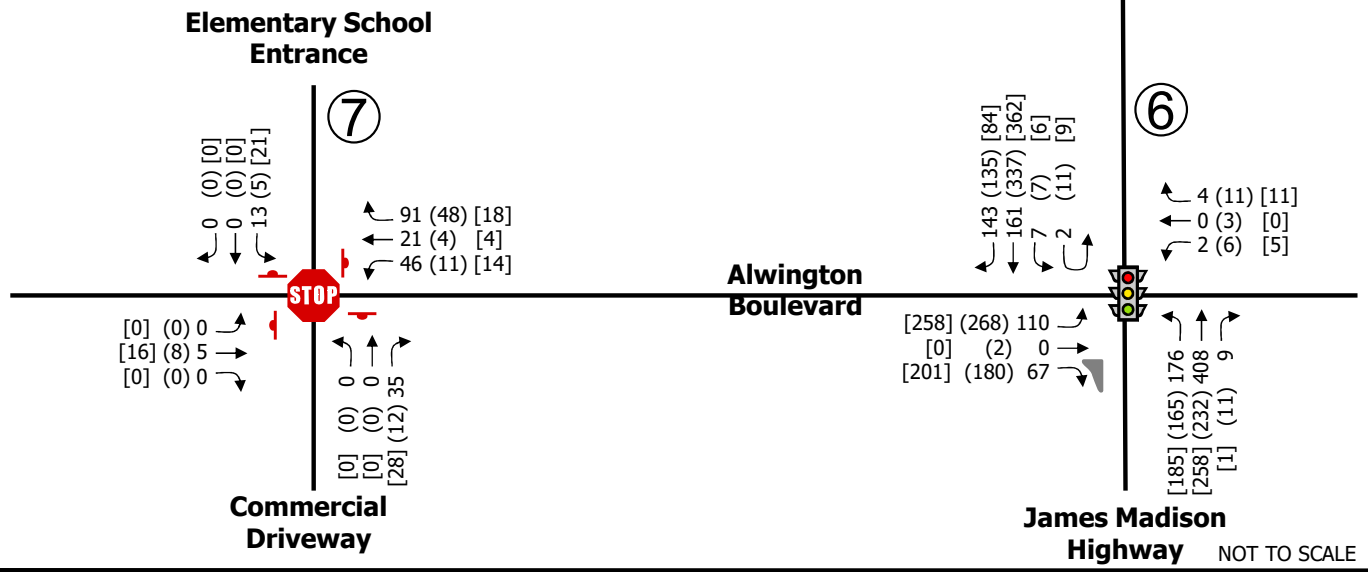 Elementary School
Entrance
7
0 (0) [0]
0 (0) [0]
13 (5) [21]
91 (48) [18]
21 (4) [4]
46 (11) [14]
STOP
[0] (0) 0
[16] (8) 5
[0] (0) 0
[0] (0) 0
[0] (0) 0
[28] (12) 35
Commercial
Driveway
Alwington
Boulevard
6
143 (135) [84]
161 (337) [362]
7 (7) [6]
2 (11) [9]
4 (11) [11]
0 (3) [0]
2 (6) [5]
[258] (268) 110
[0] (2) 0
[201] (180) 67
[185] (165) 176
[258] (232) 408
[1] (11) 9
James Madison
Highway
NOT TO SCALE